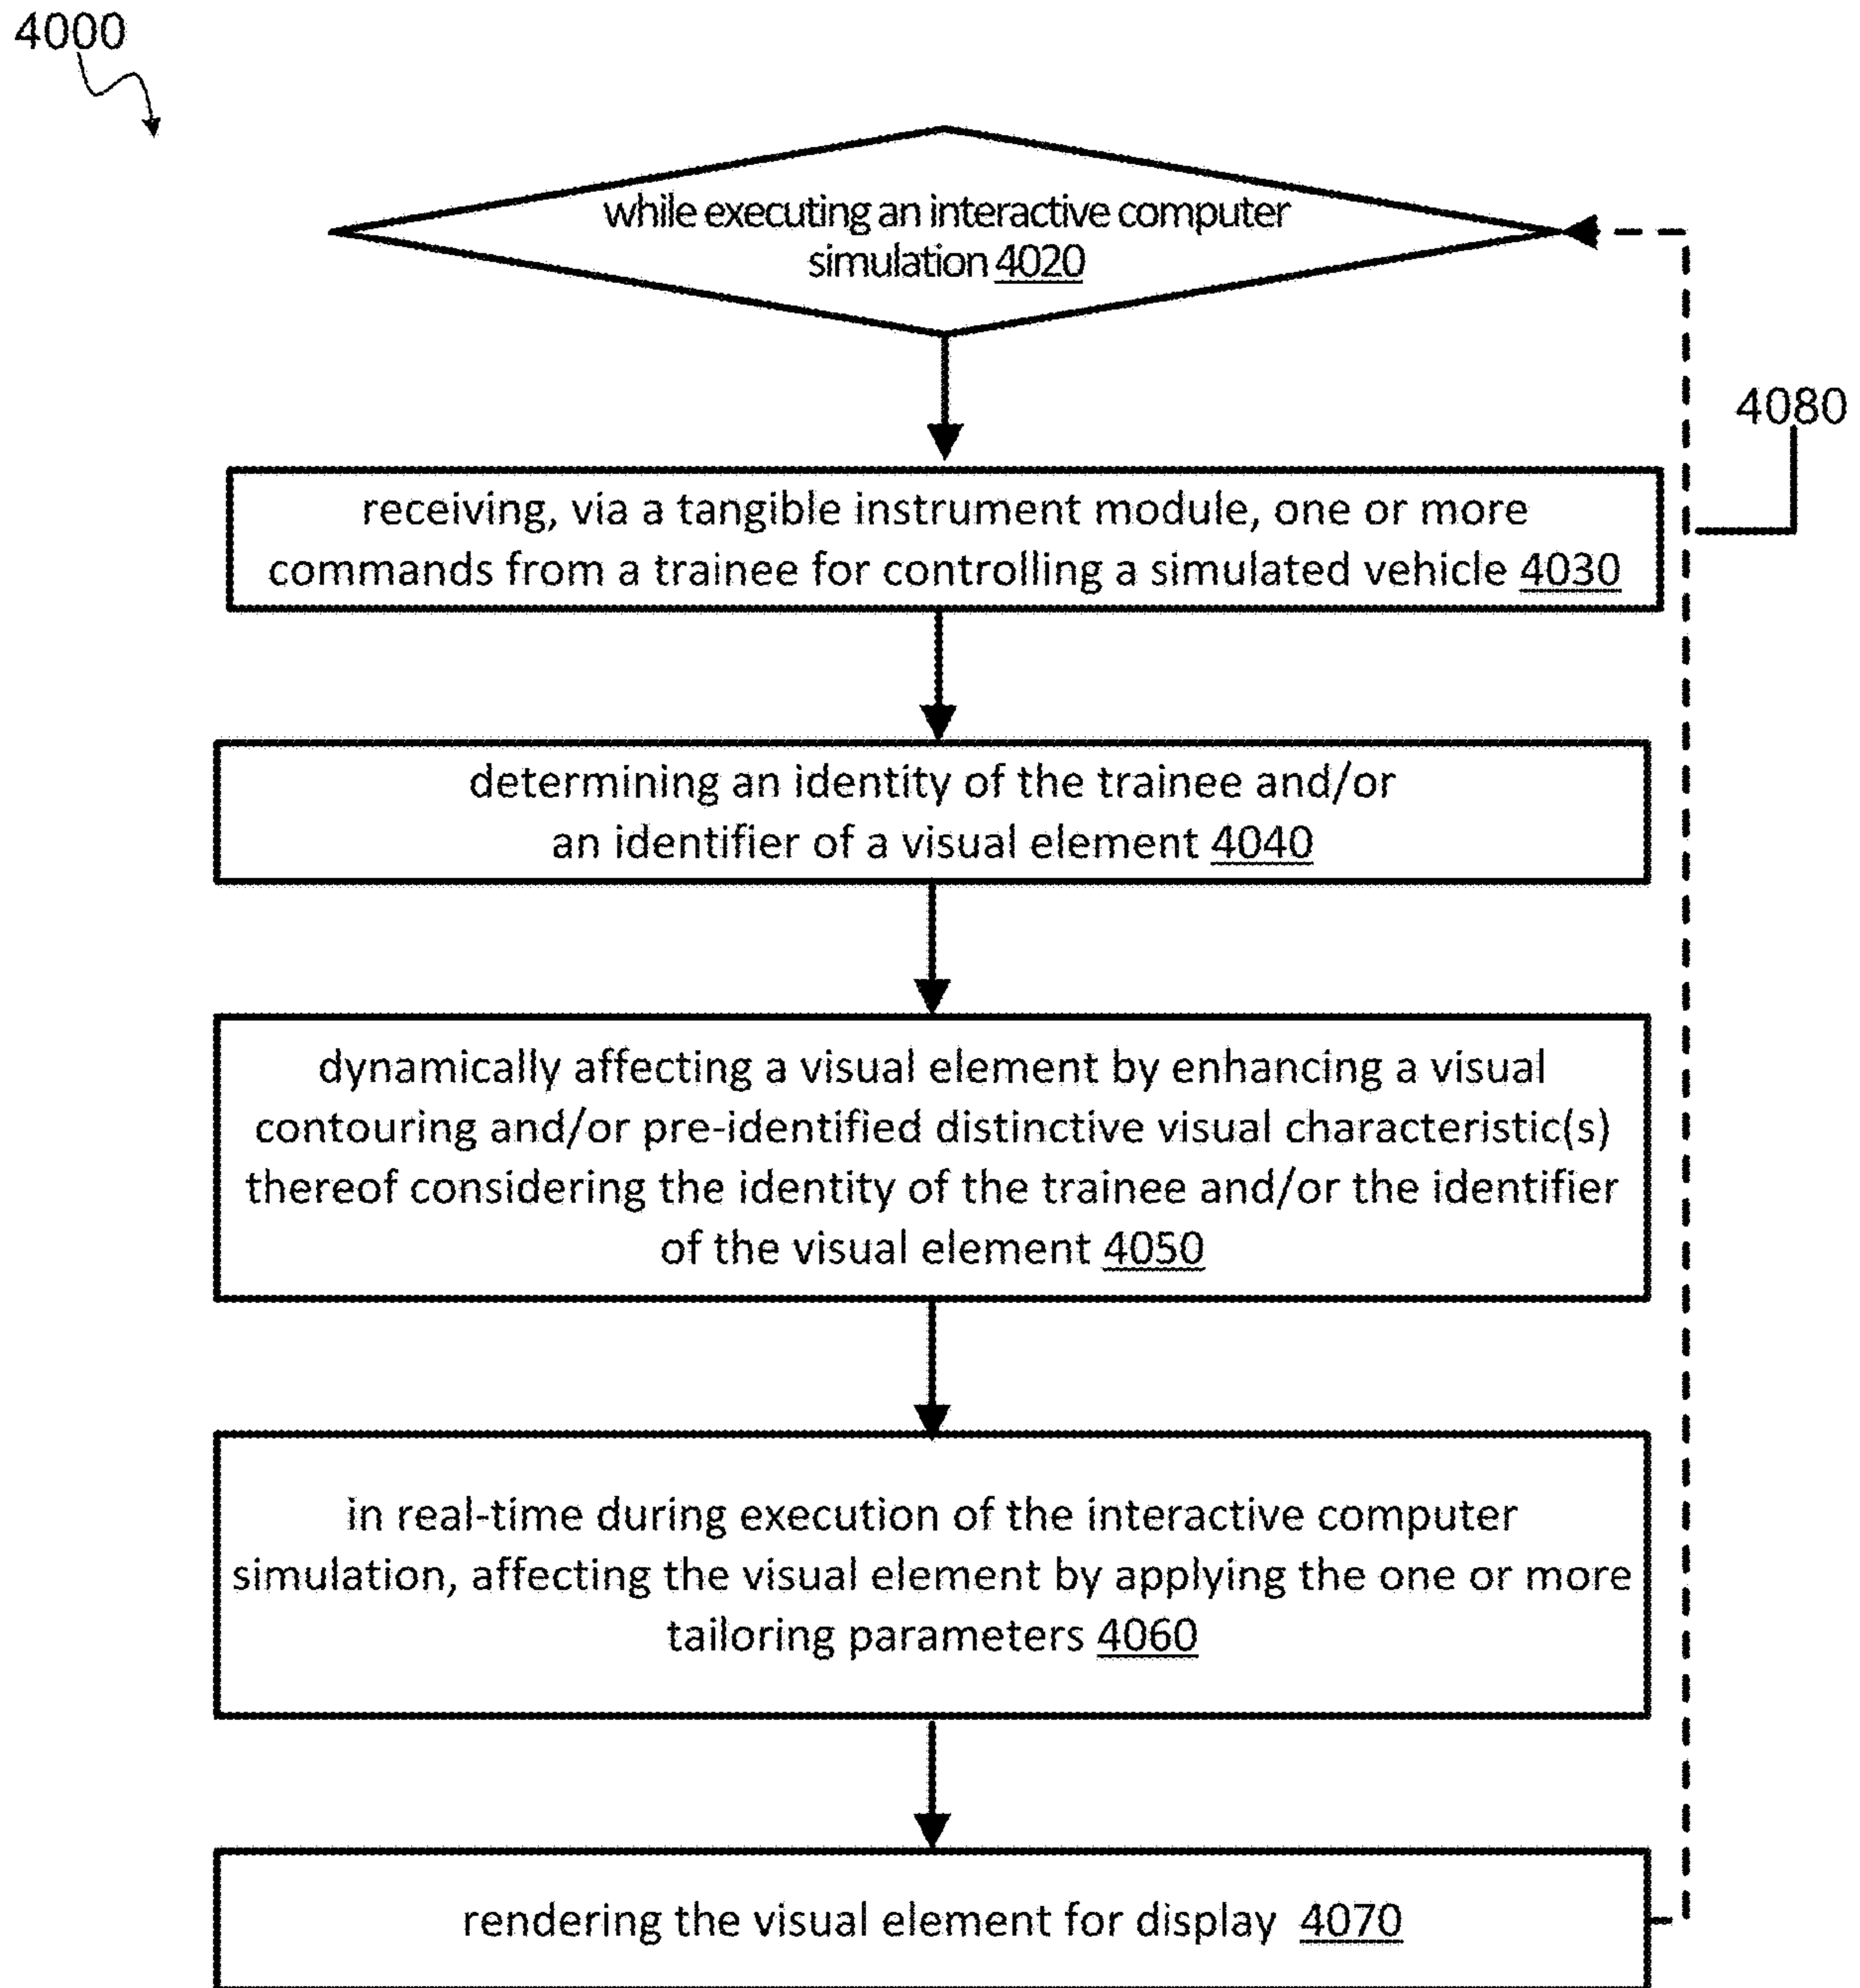 4000
while executing an interactive computer
simulation 4020
4080
receiving, via a tangible instrument module, one or more
commands from a trainee for controlling a simulated vehicle 4030
determining an identity of the trainee and/or
an identifier of a visual element 4040
dynamically affecting a visual element by enhancing a visual
contouring and/or pre-identified distinctive visual characteristic(s)
thereof considering the identity of the trainee and/or the identifier
of the visual element 4050
in real-time during execution of the interactive computer
simulation, affecting the visual element by applying the one or more
tailoring parameters 4060
rendering the visual element for display 4070